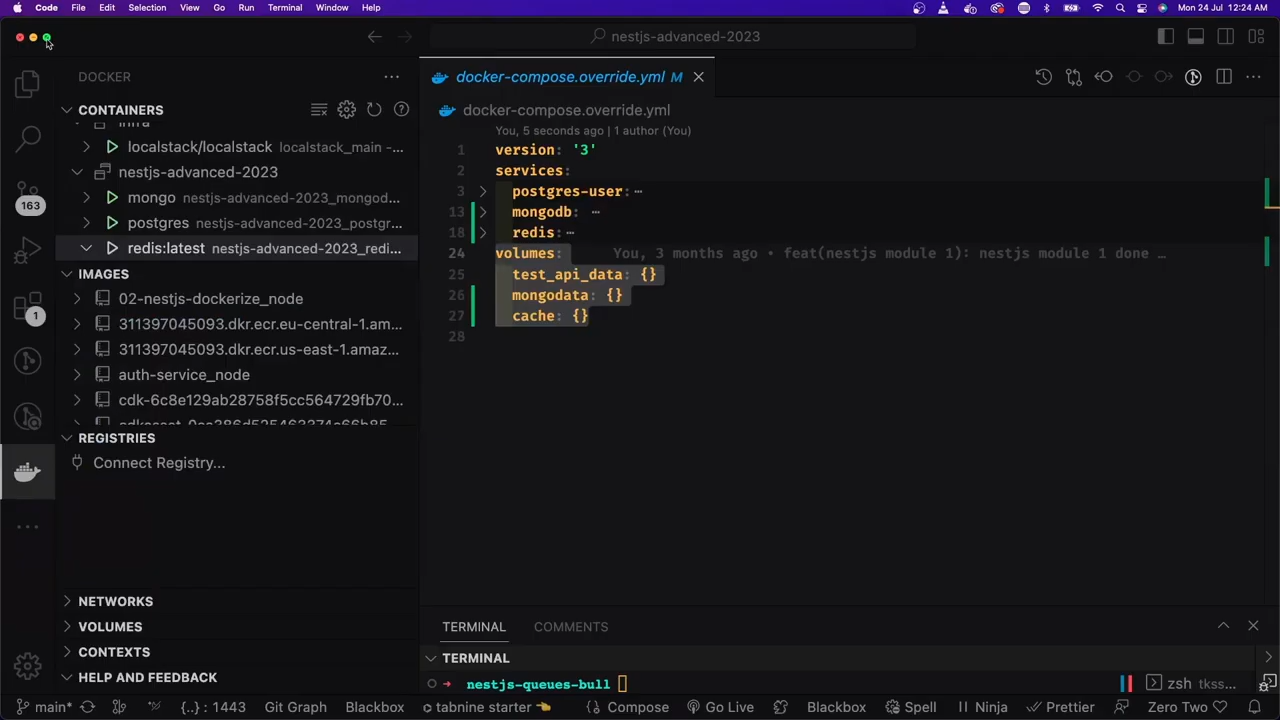 Code File Edit Selection View Go Run Terminal Window Help Mon 24 Jul 12:24 AM
nestjs-advanced-2023
DOCKER
CONTAINERS
infra
localstack/localstack localstack_main -...
nestjs-advanced-2023
mongo nestjs-advanced-2023_mongod...
postgres nestjs-advanced-2023_postgr...
redis:latest nestjs-advanced-2023_redi...
IMAGES
02-nestjs-dockerize_node
311397045093.dkr.ecr.eu-central-1.am...
311397045093.dkr.ecr.us-east-1.amaz...
auth-service_node
cdk-6c8e129ab28758f5cc564729fb70...
REGISTRIES
Connect Registry...
NETWORKS
VOLUMES
CONTEXTS
HELP AND FEEDBACK
163
1
docker-compose.override.yml M
docker-compose.override.yml
You, 5 seconds ago | 1 author (You)
1 version: '3'
2 services:
3 postgres-user: ...
13 mongodb: ...
18 redis: ...
24 volumes: You, 3 months ago • feat(nestjs module 1): nestjs module 1 done …
25 test_api_data: {}
26 mongodata: {}
27 cache: {}
28
TERMINAL COMMENTS
TERMINAL
nestjs-queues-bull
zsh tkss...
main* {..} : 1443 Git Graph Blackbox tabnine starter Compose Go Live Blackbox Spell Ninja Prettier Zero Two